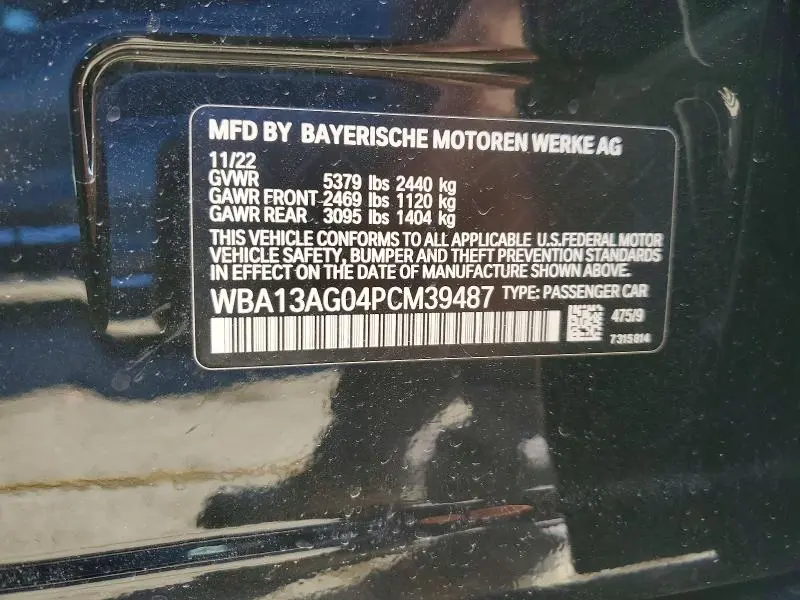 MFD BY BAYERISCHE MOTOREN WERKE AG
11/22
GVWR 5379 lbs 2440 kg
GAWR FRONT 2469 lbs 1120 kg
GAWR REAR 3095 lbs 1404 kg
THIS VEHICLE CONFORMS TO ALL APPLICABLE U.S.FEDERAL MOTOR
VEHICLE SAFETY, BUMPER AND THEFT PREVENTION STANDARDS
IN EFFECT ON THE DATE OF MANUFACTURE SHOWN ABOVE.
WBA13AG04PCM39487 TYPE: PASSENGER CAR
475/9
7315814